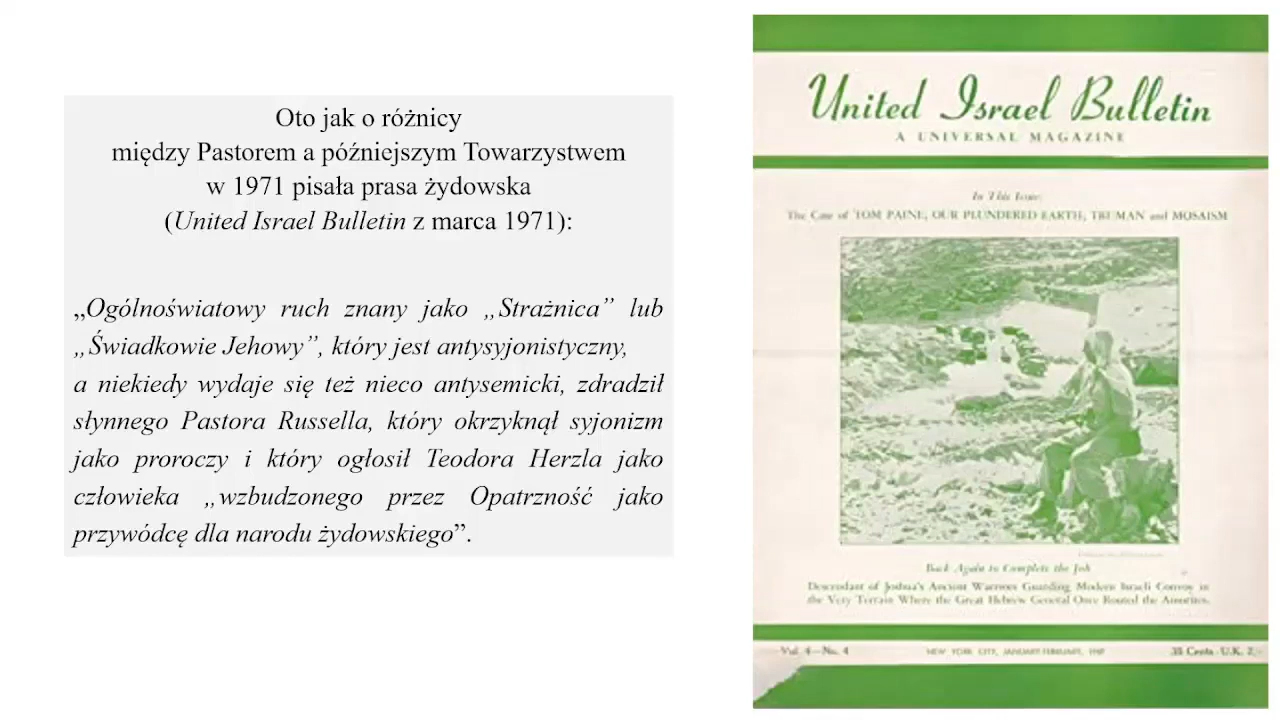 Oto jak o różnicy
między Pastorem a późniejszym Towarzystwem
w 1971 pisała prasa żydowska
(United Israel Bulletin z marca 1971):
„Ogólnoświatowy ruch znany jako „Strażnica” lub
„Świadkowie Jehowy”, który jest antysyjonistyczny,
a niekiedy wydaje się też nieco antysemicki, zdradził
słynnego Pastora Russella, który okrzyknął syjonizm
jako proroczy i który ogłosił Teodora Herzla jako
człowieka „wzbudzonego przez Opatrzność jako
przywódcę dla narodu żydowskiego”.
United Israel Bulletin
A UNIVERSAL MAGAZINE
In This Issue:
The Case of TOM PAINE, OUR PLUNDERED EARTH, TRUMAN and MOSAISM
Back Again to Complete the Job
Descendant of Joshua's Ancient Warriors Guarding Modern Israeli Convoy in
the Very Terrain Where the Great Hebrew General Once Routed the Amorites.
Vol. 4—No. 4
NEW YORK CITY, JANUARY-FEBRUARY,
35 Cents - U.K.